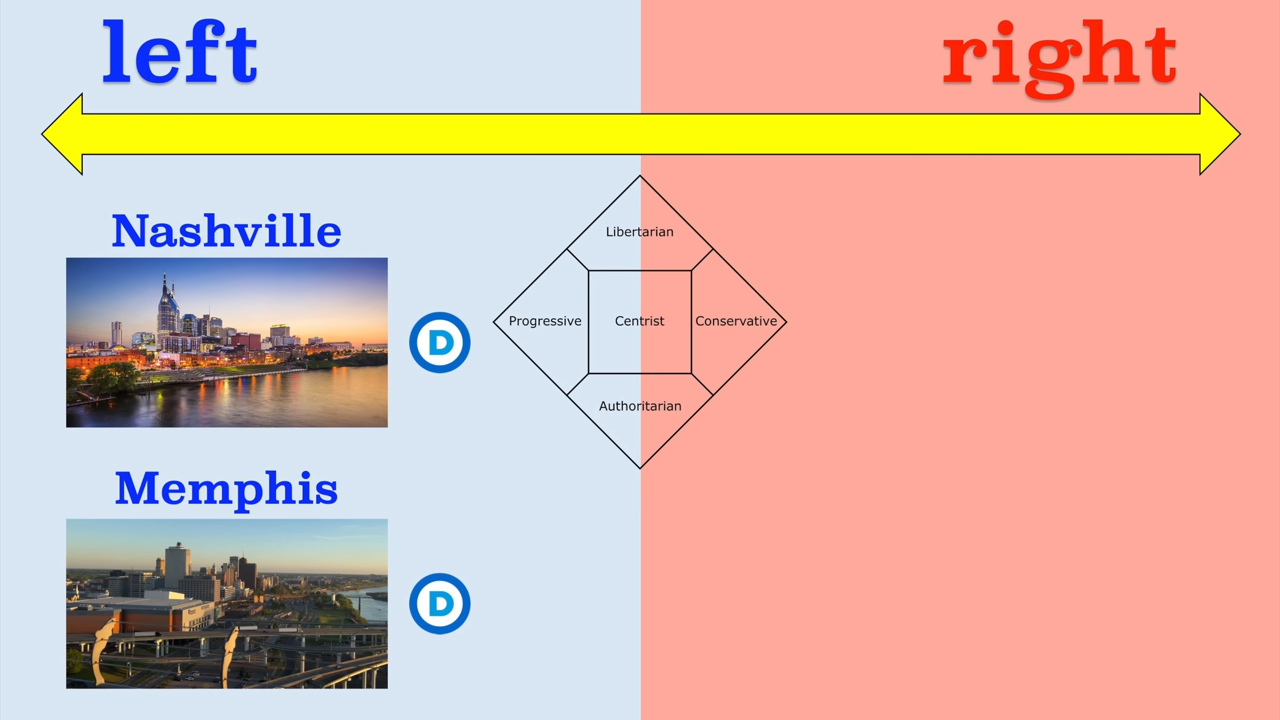 left
right
Nashville
Libertarian
Progressive
Centrist
Conservative
D
Authoritarian
Memphis
D